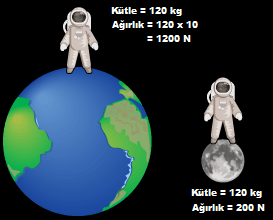 Kütle = 120 kg
Ağırlık = 120 x 10
= 1200 N
Kütle = 120 kg
Ağırlık = 200 N